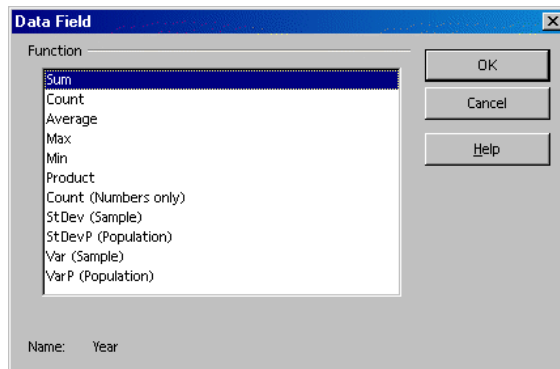 Data Field
Function
Sum
Count
Average
Max
Min
Product
Count (Numbers only)
StDev (Sample)
StDevP (Population)
Var (Sample)
VarP (Population)
OK
Cancel
Help
Name: Year